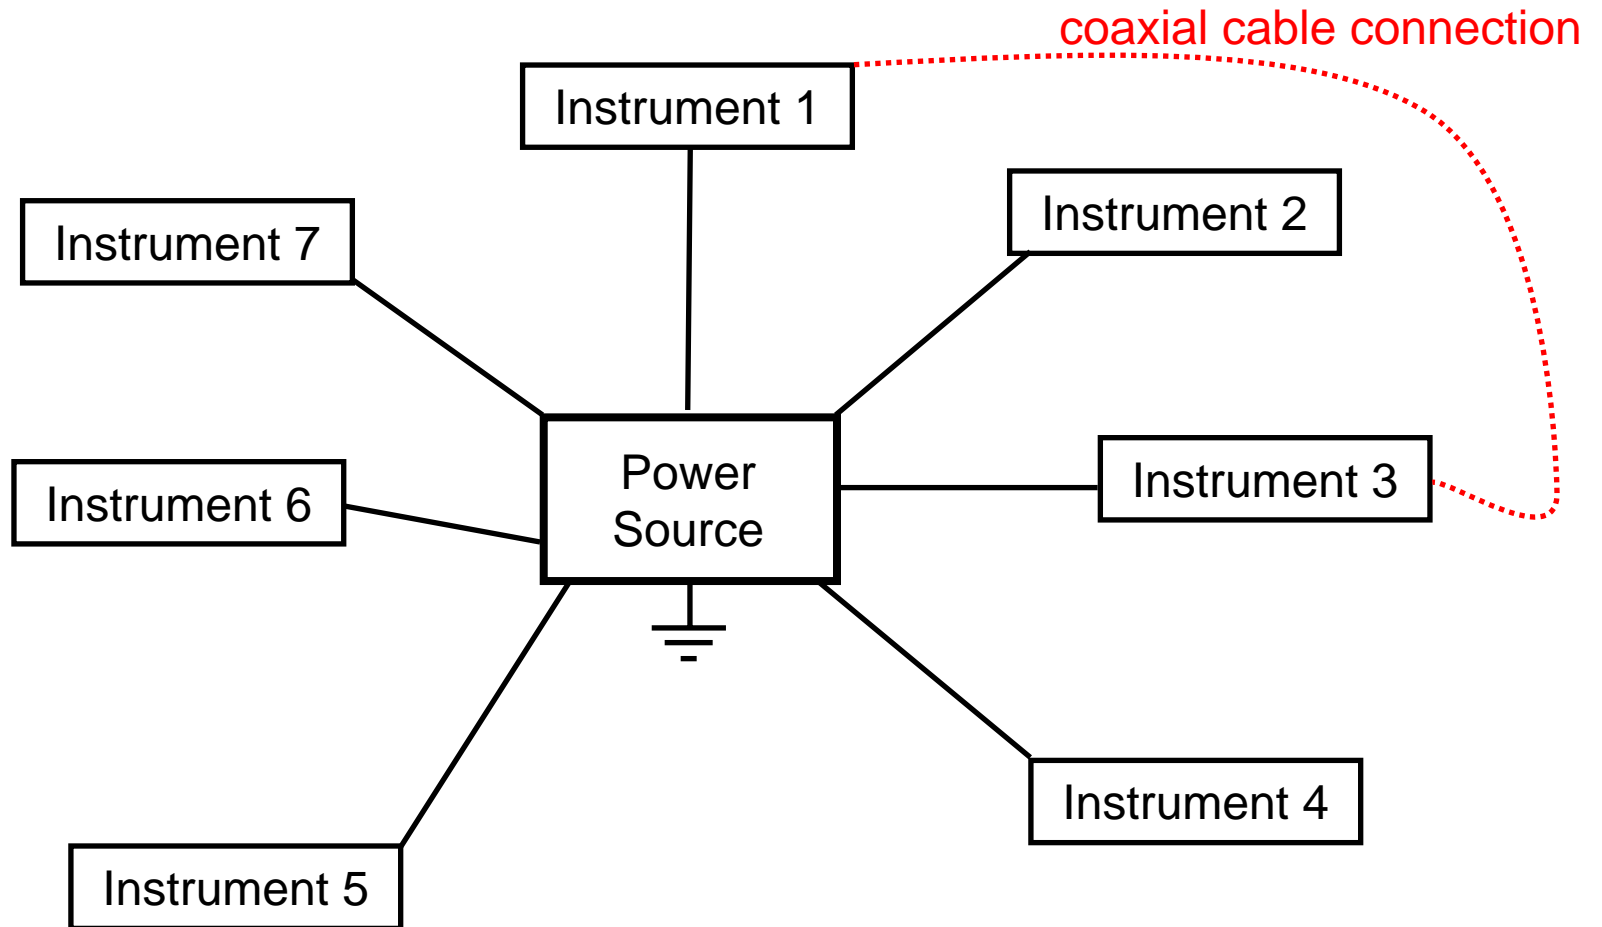 coaxial cable connection
Instrument 1
Instrument 2
Instrument 7
Power
Source
Instrument 3
Instrument 6
Instrument 4
Instrument 5